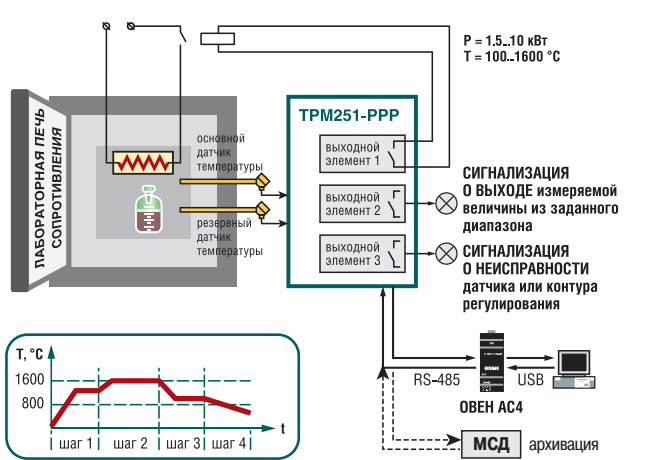 P = 1.5..10 кВт
T = 100..1600 °C
ТРМ251-РРР
ЛАБОРАТОРНАЯ ПЕЧЬ
СОПРОТИВЛЕНИЯ
основной
датчик
температуры
резервный
датчик
температуры
выходной
элемент 1
выходной
элемент 2
выходной
элемент 3
СИГНАЛИЗАЦИЯ
О ВЫХОДЕ измеряемой
величины из заданного
диапазона
СИГНАЛИЗАЦИЯ
О НЕИСПРАВНОСТИ
датчика или контура
регулирования
RS-485
USB
ОВЕН АС4
МСД
архивация
T, °C
1600
800
t
шаг 1
шаг 2
шаг 3
шаг 4